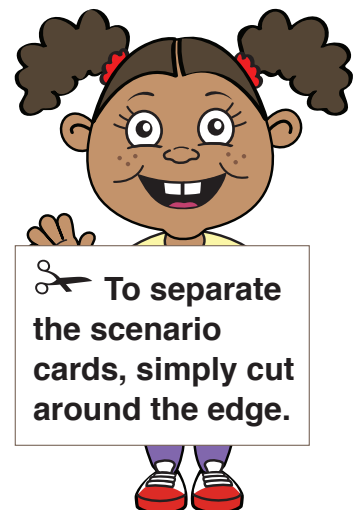 To separate
the scenario
cards, simply cut
around the edge.